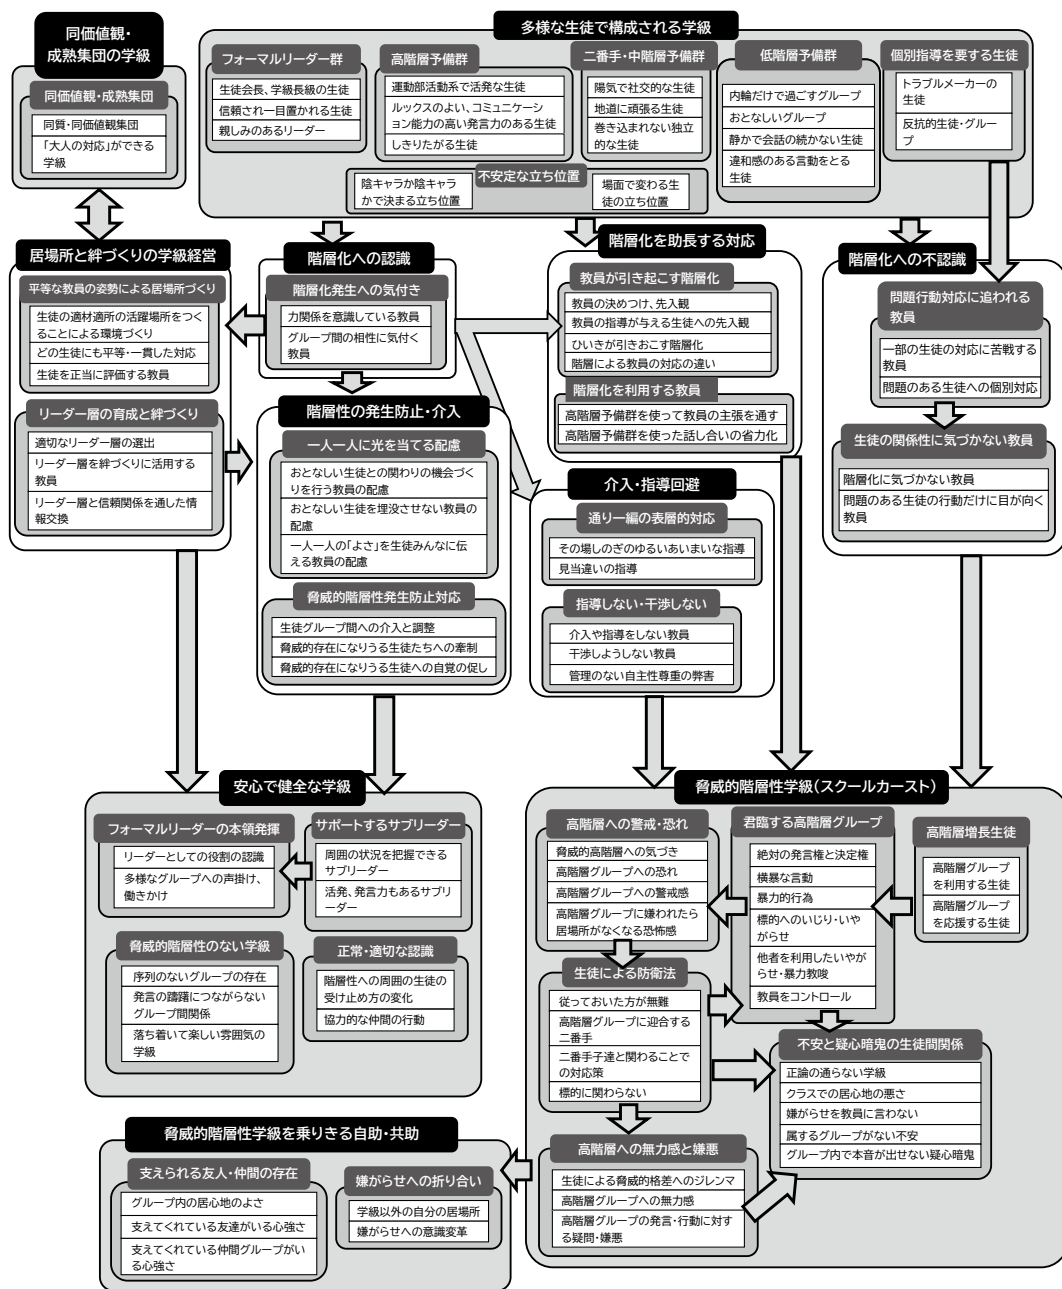 同価値観・
成熟集団の学級
同価値観・成熟集団
同質・同価値観集団
「大人の対応」ができる
学級
多様な生徒で構成される学級
フォーマルリーダー群
生徒会長、学級長級の生徒
信頼され一目置かれる生徒
親しみのあるリーダー
高階層予備群
運動部活動系で活発な生徒
ルックスのよい、コミュニケーシ
ョン能力の高い発言力のある生徒
しきりたがる生徒
二番手・中階層予備群
陽気で社交的な生徒
地道に頑張る生徒
巻き込まれない独立
的な生徒
低階層予備群
内輪だけで過ごすグループ
おとなしいグループ
静かで会話の続かない生徒
違和感のある言動をとる
生徒
個別指導を要する生徒
トラブルメーカーの
生徒
反抗的生徒・グルー
プ
不安定な立ち位置
陰キャラか陰キャラ
かで決まる立ち位置
場面で変わる生
徒の立ち位置
居場所と絆づくりの学級経営
平等な教員の姿勢による居場所づくり
生徒の適材適所の活躍場所をつ
くることによる環境づくり
どの生徒にも平等・一貫した対応
生徒を正当に評価する教員
リーダー層の育成と絆づくり
適切なリーダー層の選出
リーダー層を絆づくりに活用する
教員
リーダー層と信頼関係を通した情
報交換
階層化への認識
階層化発生への気付き
力関係を意識している教員
グループ間の相性に気付く
教員
階層性の発生防止・介入
一人一人に光を当てる配慮
おとなしい生徒との関わりの機会づく
りを行う教員の配慮
おとなしい生徒を埋没させない教員の
配慮
一人一人の「よさ」を生徒みんなに伝
える教員の配慮
脅威的階層性発生防止対応
生徒グループ間への介入と調整
脅威的存在になりうる生徒たちへの牽制
脅威的存在になりうる生徒への自覚の促し
階層化を助長する対応
教員が引き起こす階層化
教員の決めつけ、先入観
教員の指導が与える生徒への先入観
ひいきが引きおこす階層化
階層による教員の対応の違い
階層化を利用する教員
高階層予備群を使って教員の主張を通す
高階層予備群を使った話し合いの省力化
介入・指導回避
通り一編の表層的対応
その場しのぎのゆるいあいまいな指導
見当違いの指導
指導しない・干渉しない
介入や指導をしない教員
干渉しようしない教員
管理のない自主性尊重の弊害
階層化への不認識
問題行動対応に追われる
教員
一部の生徒の対応に苦戦する
教員
問題のある生徒への個別対応
生徒の関係性に気づかない教員
階層化に気づかない教員
問題のある生徒の行動だけに目が向く
教員
安心で健全な学級
フォーマルリーダーの本領発揮
リーダーとしての役割の認識
多様なグループへの声掛け、
働きかけ
サポートするサブリーダー
周囲の状況を把握できる
サブリーダー
活発、発言力もあるサブリ
ーダー
脅威的階層性のない学級
序列のないグループの存在
発言の躊躇につながらない
グループ間関係
落ち着いて楽しい雰囲気の
学級
正常・適切な認識
階層性への周囲の生徒の
受け止め方の変化
協力的な仲間の行動
脅威的階層性学級(スクールカースト)
高階層への警戒・恐れ
脅威的高階層への気づき
高階層グループへの恐れ
高階層グループへの警戒感
高階層グループに嫌われたら
居場所がなくなる恐怖感
君臨する高階層グループ
絶対の発言権と決定権
横暴な言動
暴力的行為
標的へのいじり・いや
がらせ
他者を利用したいやが
らせ・暴力教唆
教員をコントロール
高階層増長生徒
高階層グループ
を利用する生徒
高階層グループ
を応援する生徒
生徒による防衛法
従っておいた方が無難
高階層グループに迎合する
二番手
二番手子達と関わることで
の対応策
標的に関わらない
不安と疑心暗鬼の生徒間関係
正論の通らない学級
クラスでの居心地の悪さ
嫌がらせを教員に言わない
属するグループがない不安
グループ内で本音が出せない疑心暗鬼
高階層への無力感と嫌悪
生徒による脅威的格差へのジレンマ
高階層グループへの無力感
高階層グループの発言・行動に対す
る疑問・嫌悪
脅威的階層性学級を乗りきる自助・共助
支えられる友人・仲間の存在
グループ内の居心地のよさ
支えてくれている友達がいる心強さ
支えてくれている仲間グループがい
る心強さ
嫌がらせへの折り合い
学級以外の自分の居場所
嫌がらせへの意識変革